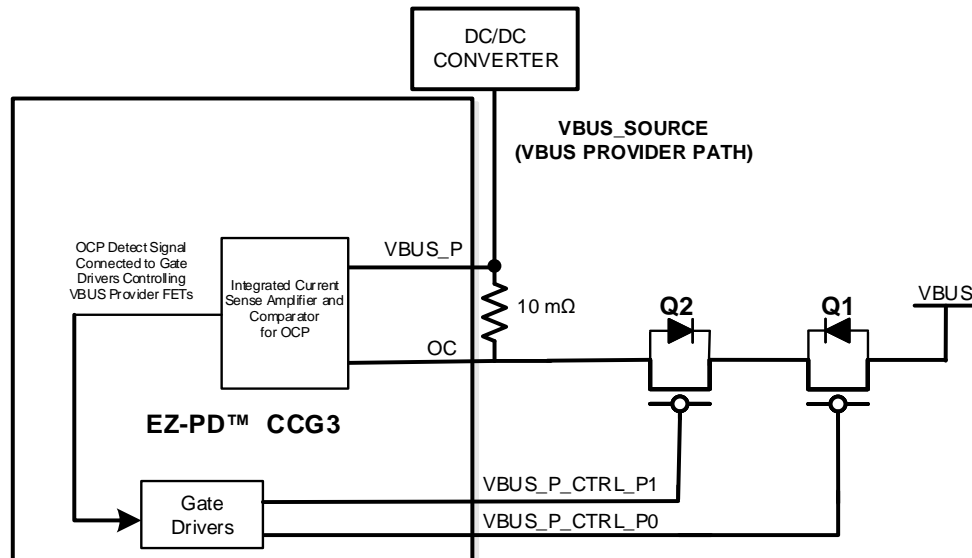 DC/DC
CONVERTER
VBUS_SOURCE
(VBUS PROVIDER PATH)
OCP Detect Signal
Connected to Gate
Drivers Controlling
VBUS Provider FETs
Integrated Current
Sense Amplifier and
Comparator
for OCP
VBUS_P
10 mΩ
OC
Q2
Q1
VBUS
EZ-PD™ CCG3
Gate
Drivers
VBUS_P_CTRL_P1
VBUS_P_CTRL_P0